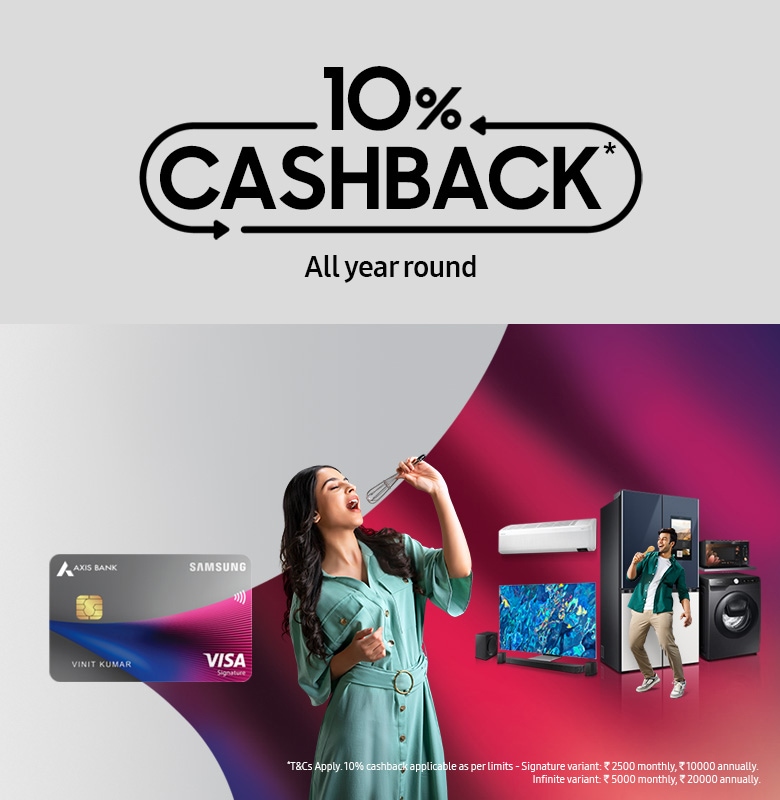 10%
CASHBACK*
All year round
AXIS BANK
SAMSUNG
VINIT KUMAR
VISA
Signature
*T&Cs Apply. 10% cashback applicable as per limits - Signature variant: ₹ 2500 monthly, ₹ 10000 annually.
Infinite variant: ₹ 5000 monthly, ₹ 20000 annually.